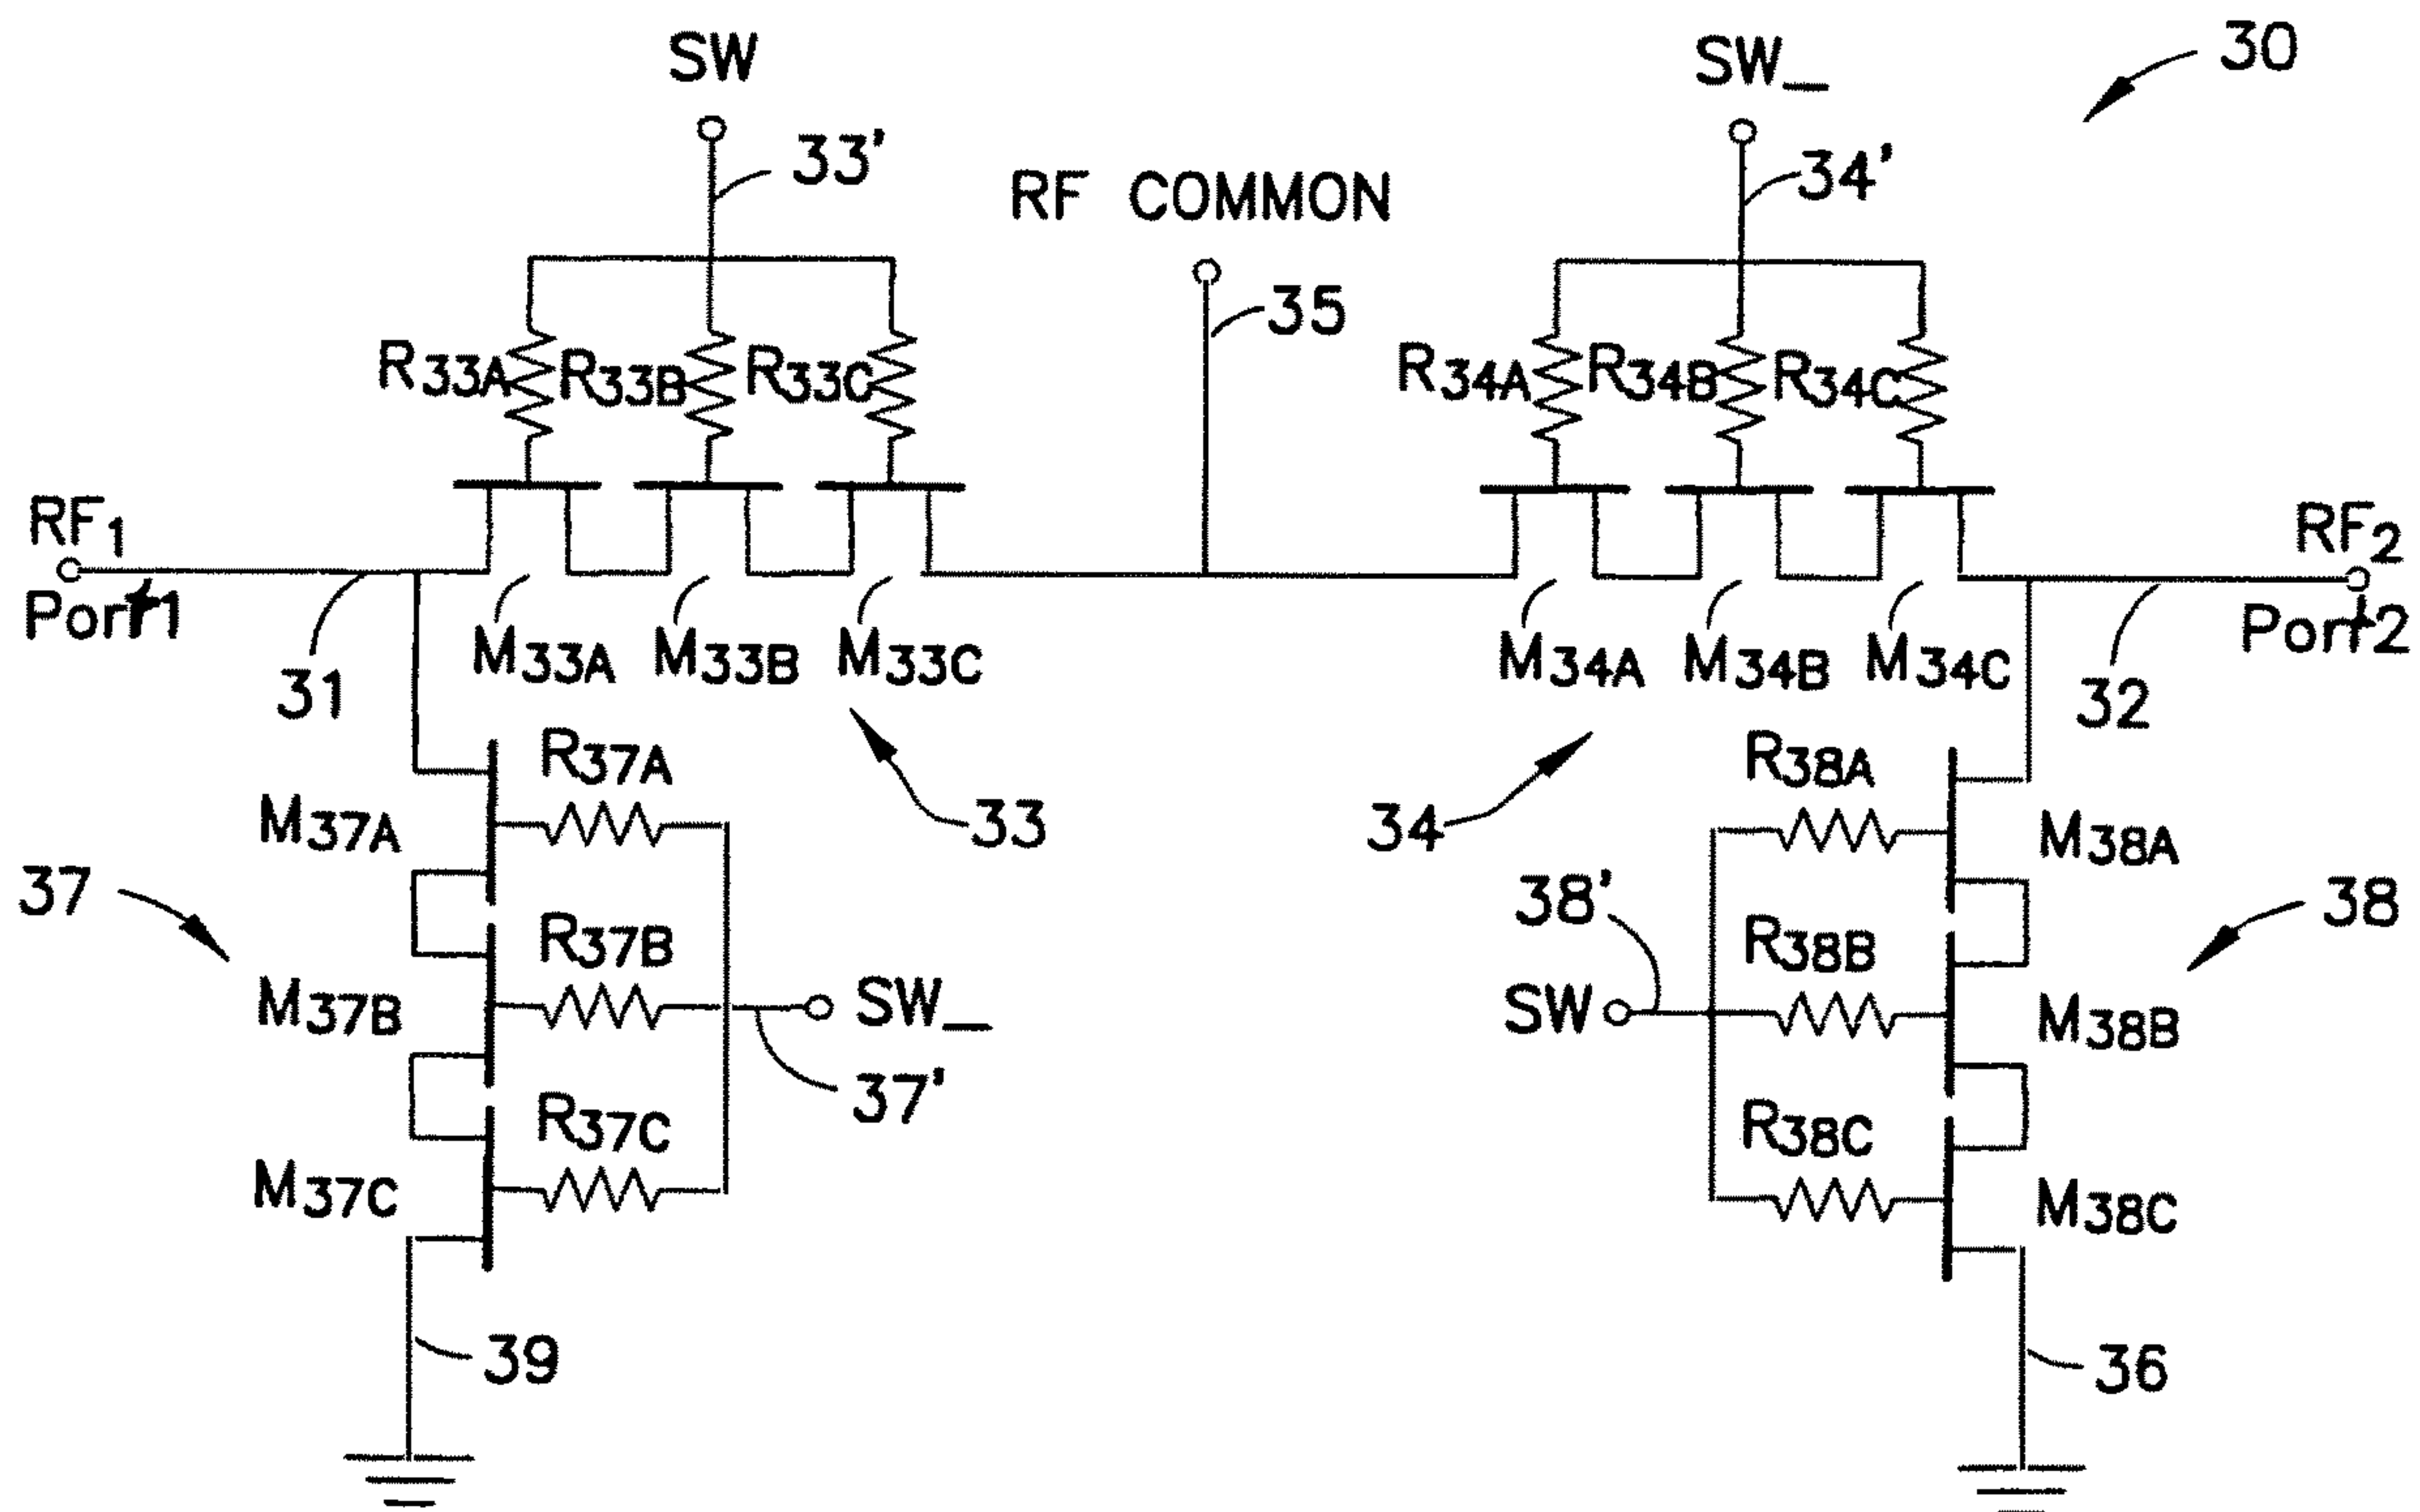 SW
SW_
30
33'
34'
RF COMMON
35
R33A
R33B
R33C
R34A
R34B
R34C
RF1
Port1
RF2
Port2
31
M33A
M33B
M33C
M34A
M34B
M34C
32
33
34
R37A
R38A
M37A
M38A
37
38'
38
R37B
R38B
M37B
SW_
SW
M38B
37'
R37C
R38C
M37C
M38C
39
36